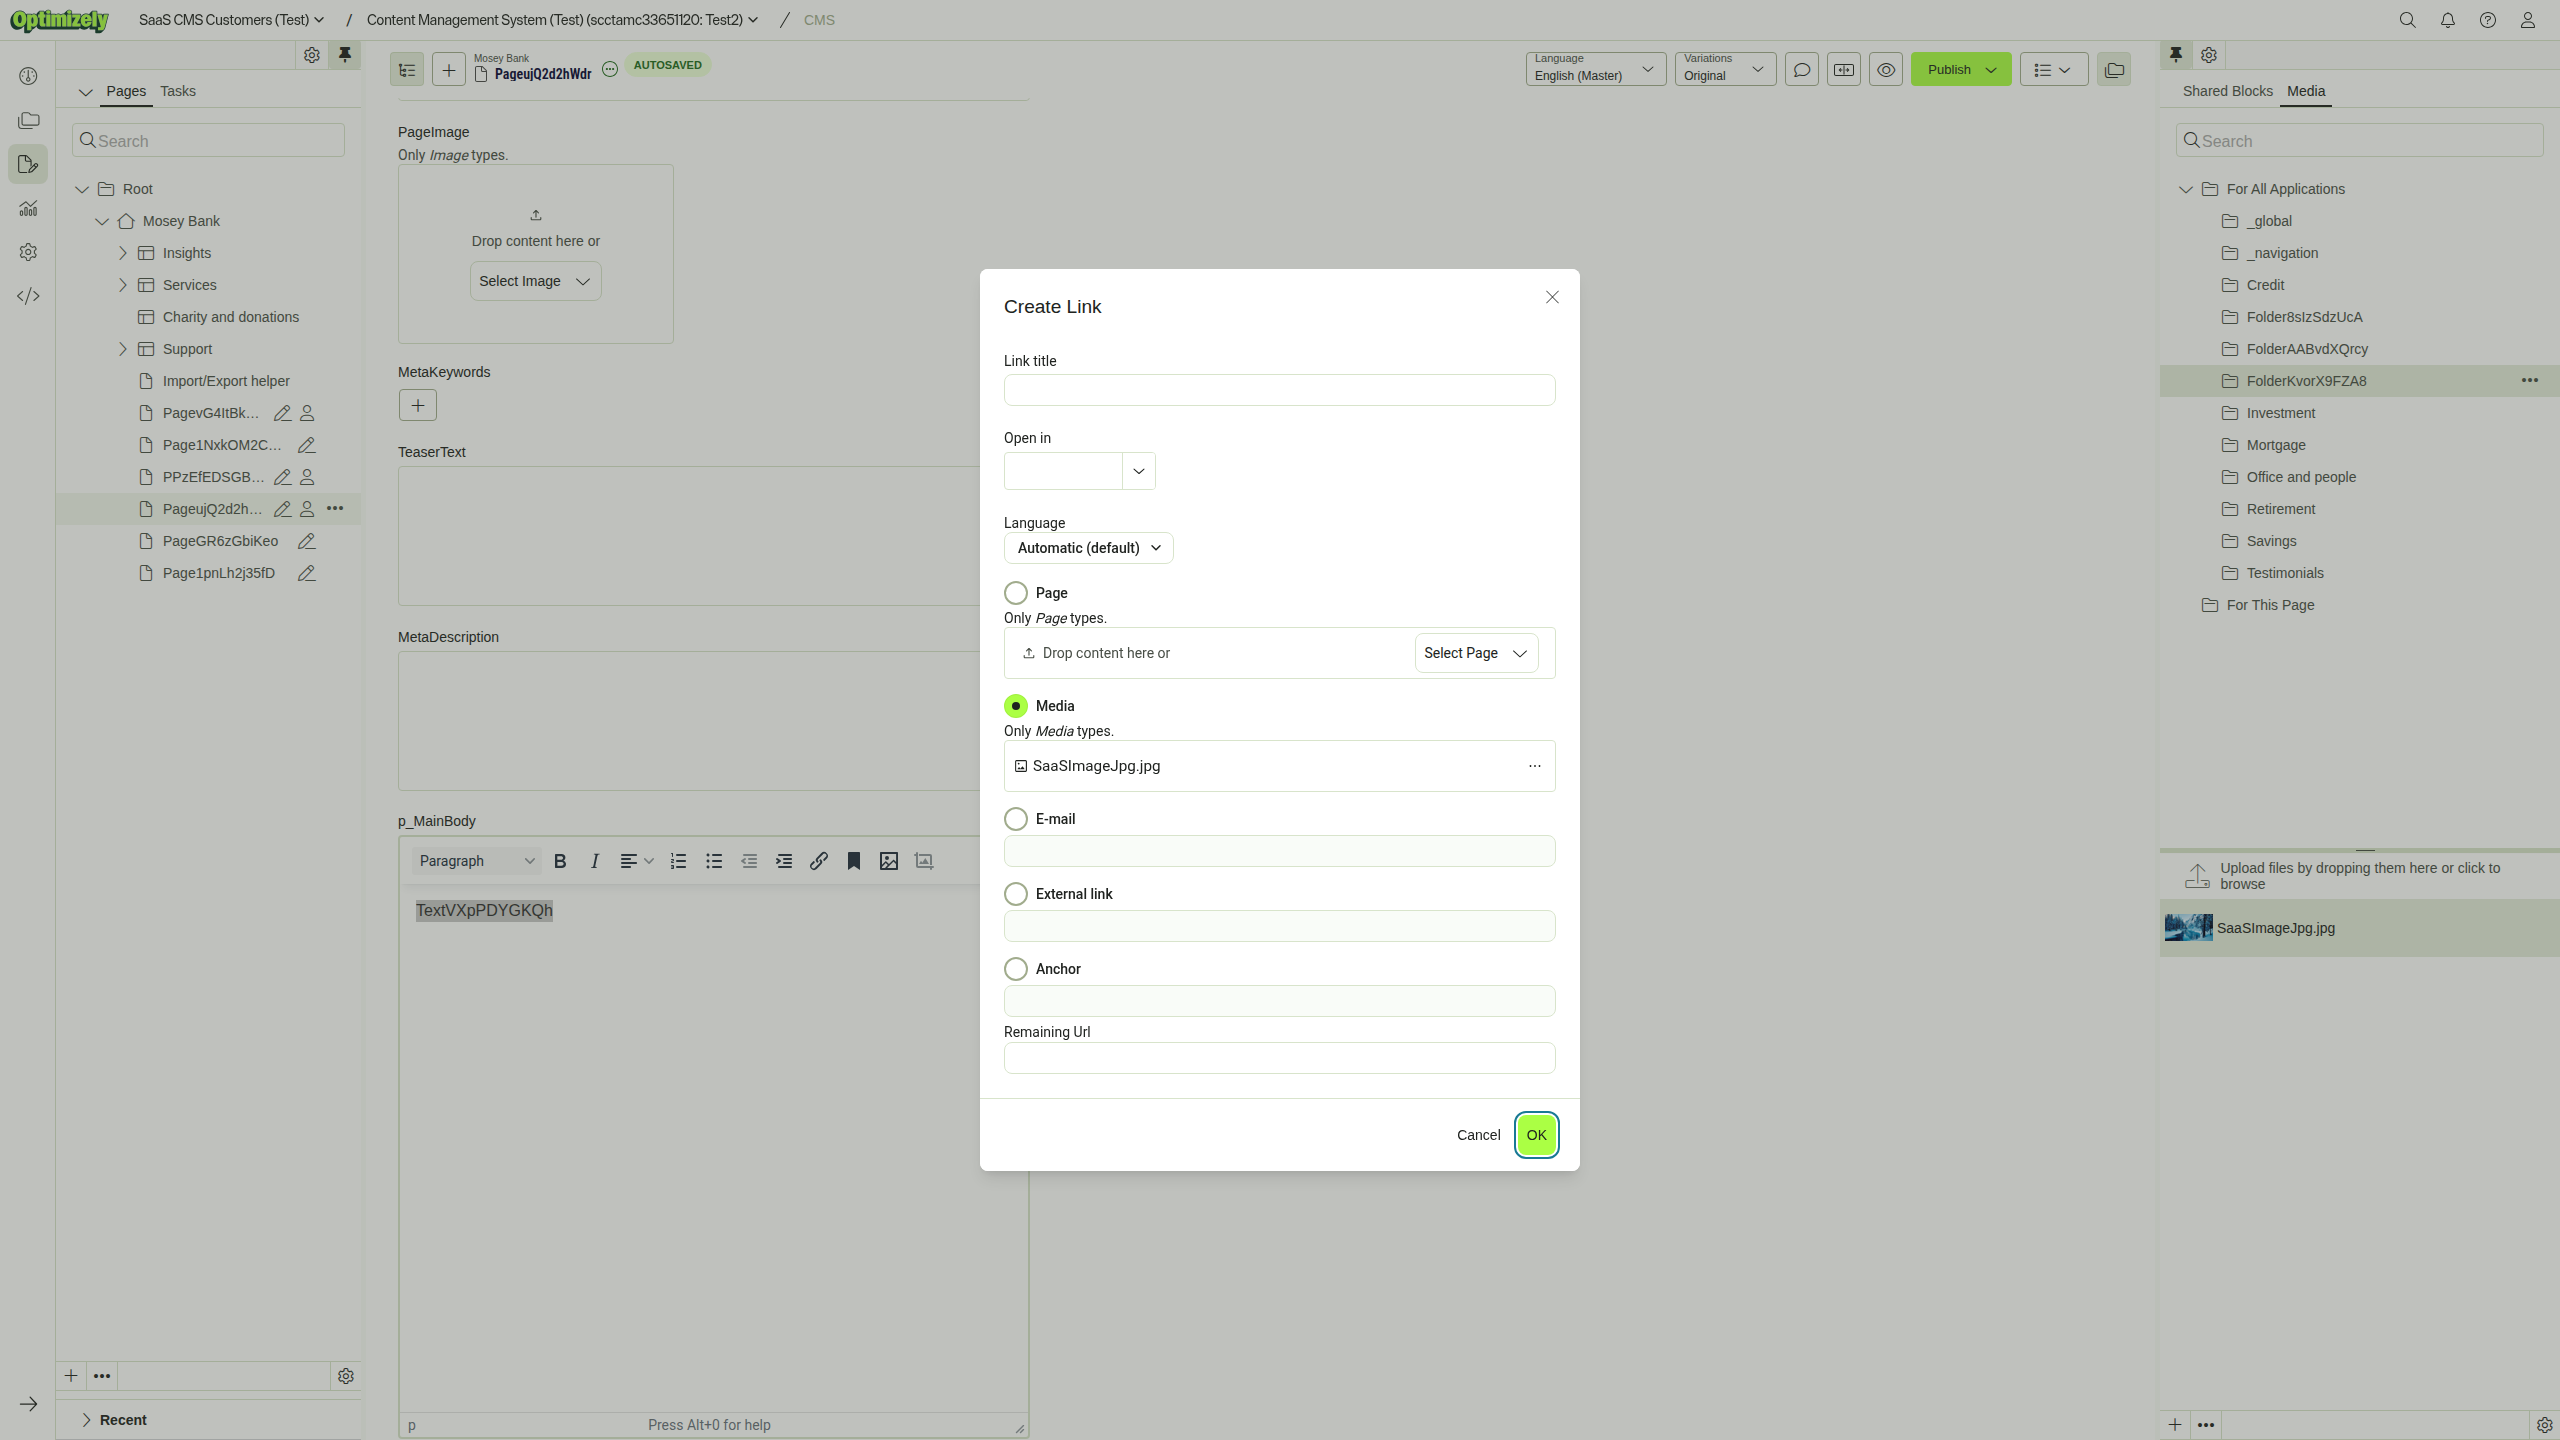 Optimizely
SaaS CMS Customers (Test)
/
Content Management System (Test) (scctamc33651120: Test2)
/
CMS
Pages
Tasks
Search
Root
Mosey Bank
Insights
Services
Charity and donations
Support
Import/Export helper
PagevG4ItBk...
Page1NxkOM2C...
PPzEfEDSGB...
PageujQ2d2h...
PageGR6zGbiKeo
Page1pnLh2j35fD
Recent
Mosey Bank
PageujQ2d2hWdr
AUTOSAVED
Language
English (Master)
Variations
Original
Publish
PageImage
Only Image types.
Drop content here or
Select Image
MetaKeywords
TeaserText
MetaDescription
p_MainBody
Paragraph
TextVXpPDYGKQh
p
Press Alt+0 for help
Create Link
Link title
Open in
Language
Automatic (default)
Page
Only Page types.
Drop content here or
Select Page
Media
Only Media types.
SaaSImageJpg.jpg
E-mail
External link
Anchor
Remaining Url
Cancel
OK
Shared Blocks
Media
Search
For All Applications
_global
_navigation
Credit
Folder8sIzSdzUcA
FolderAABvdXQrcy
FolderKvorX9FZA8
Investment
Mortgage
Office and people
Retirement
Savings
Testimonials
For This Page
Upload files by dropping them here or click to
browse
SaaSImageJpg.jpg